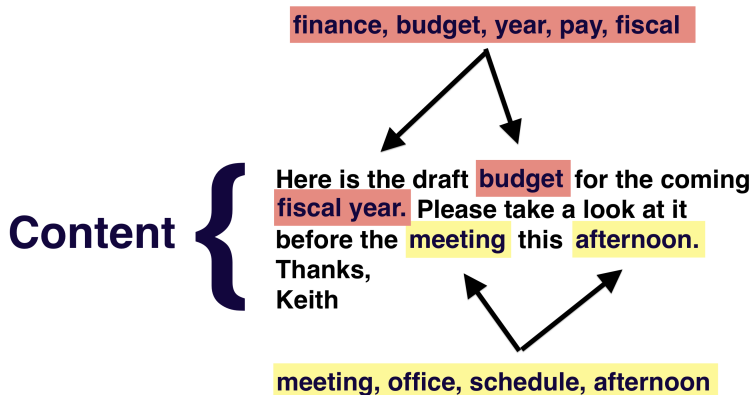 finance, budget, year, pay, fiscal
Content {
Here is the draft budget for the coming
fiscal year. Please take a look at it
before the meeting this afternoon.
Thanks,
Keith
meeting, office, schedule, afternoon